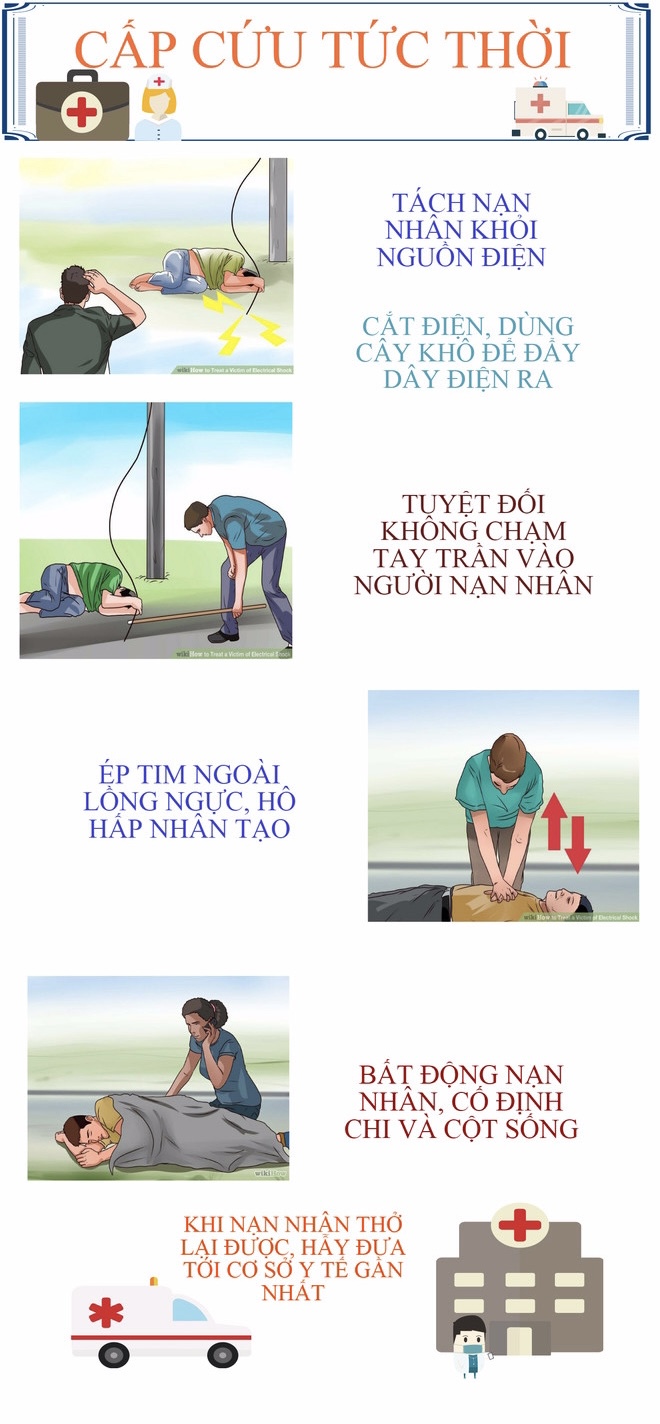 CẤP CỨU TỨC THỜI
TÁCH NẠN
NHÂN KHỎI
NGUỒN ĐIỆN
CẮT ĐIỆN, DÙNG
CÂY KHÔ ĐỂ ĐẨY
DÂY ĐIỆN RA
wikiHow to Treat a Victim of Electrical Shock
TUYỆT ĐỐI
KHÔNG CHẠM
TAY TRẦN VÀO
NGƯỜI NẠN NHÂN
wikiHow to Treat a Victim of Electrical Shock
ÉP TIM NGOÀI
LỒNG NGỰC, HÔ
HẤP NHÂN TẠO
wikiHow to Treat a Victim of Electrical Shock
BẤT ĐỘNG NẠN
NHÂN, CỐ ĐỊNH
CHI VÀ CỘT SỐNG
wikiHow
KHI NẠN NHÂN THỞ
LẠI ĐƯỢC, HÃY ĐƯA
TỚI CƠ SỞ Y TẾ GẦN
NHẤT